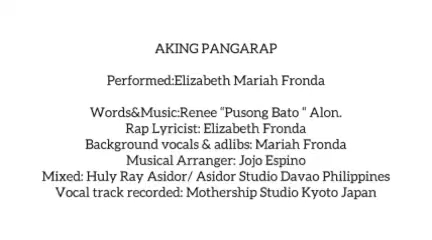 AKING PANGARAP
Performed:Elizabeth Mariah Fronda
Words&Music:Renee "Pusong Bato " Alon.
Rap Lyricist: Elizabeth Fronda
Background vocals & adlibs: Mariah Fronda
Musical Arranger: Jojo Espino
Mixed: Huly Ray Asidor/ Asidor Studio Davao Philippines
Vocal track recorded: Mothership Studio Kyoto Japan